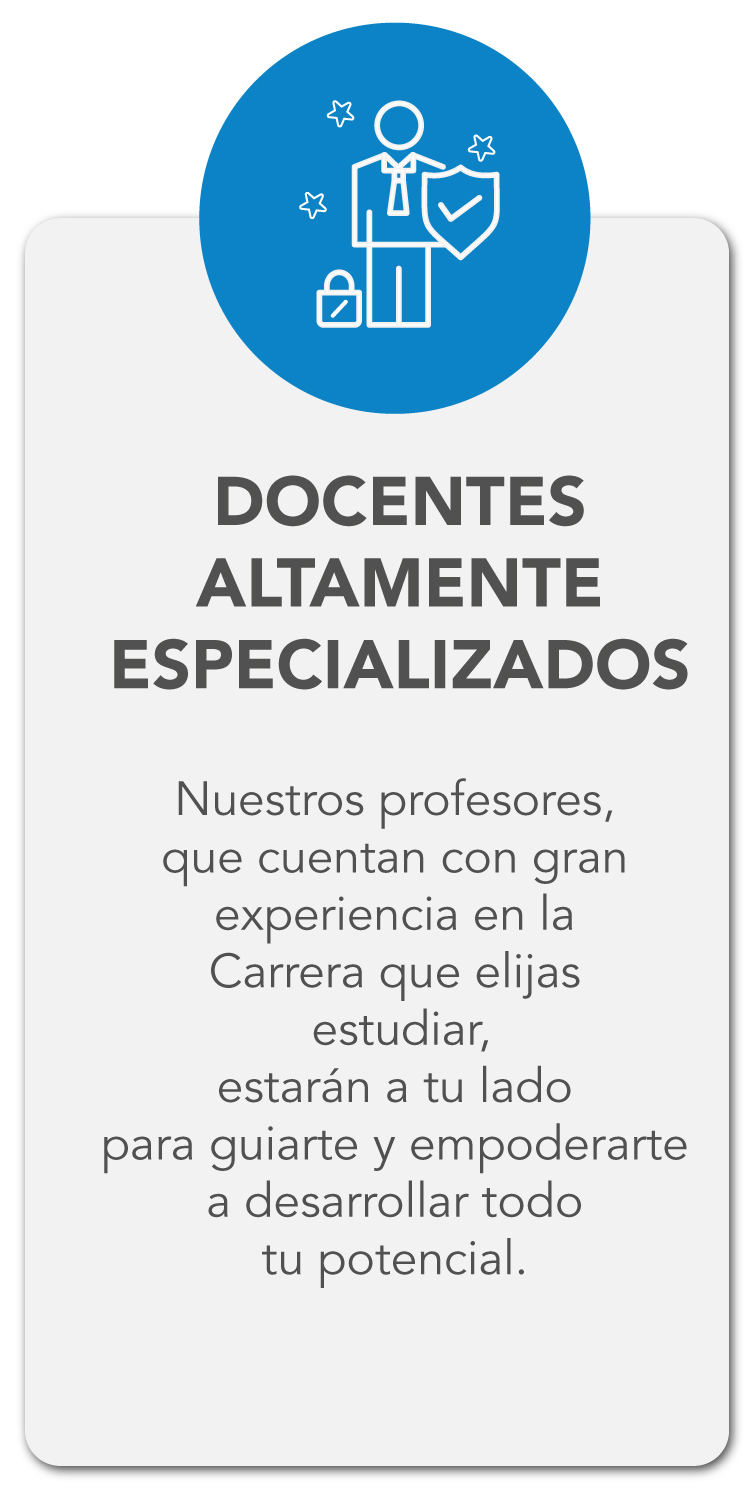 DOCENTES
ALTAMENTE
ESPECIALIZADOS
Nuestros profesores,
que cuentan con gran
experiencia en la
Carrera que elijas
estudiar,
estarán a tu lado
para guiarte y empoderarte
a desarrollar todo
tu potencial.